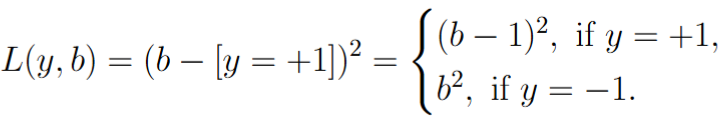 L(y, b) = (b − [y = +1])² = { (b − 1)², if y = +1,
b², if y = −1.